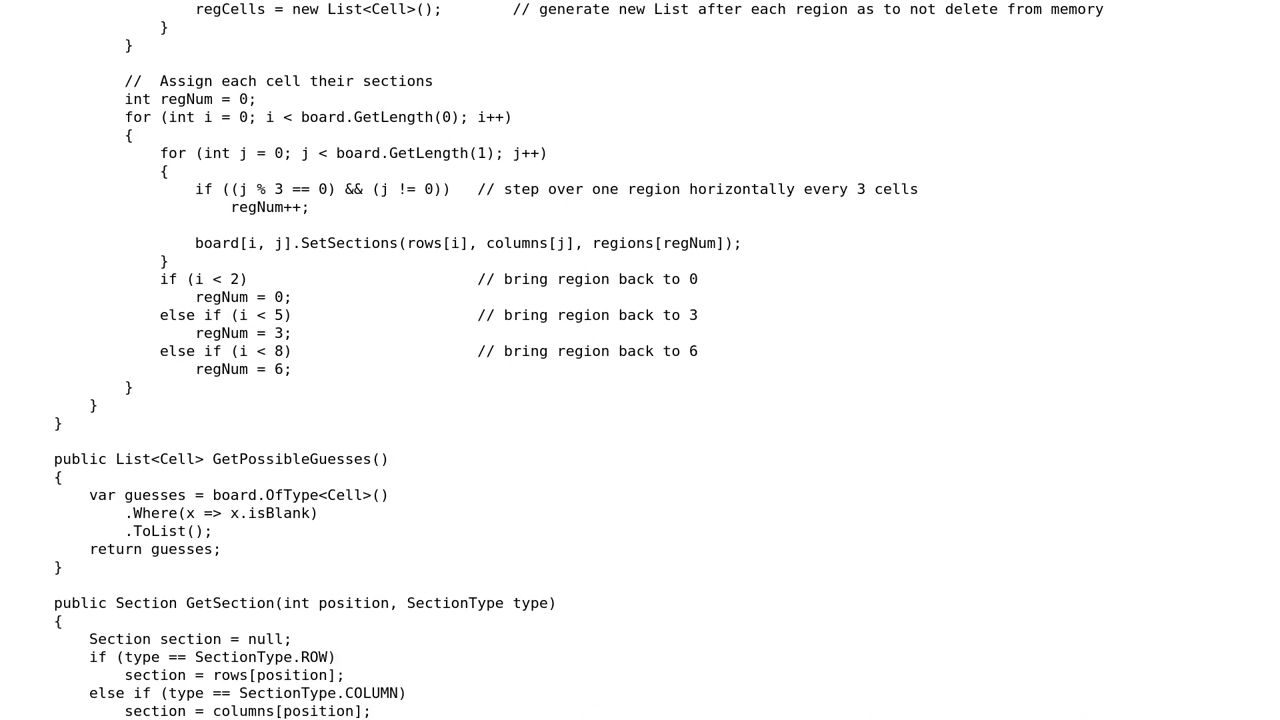 regCells = new List<Cell>();        // generate new List after each region as to not delete from memory
}
}
//  Assign each cell their sections
int regNum = 0;
for (int i = 0; i < board.GetLength(0); i++)
{
for (int j = 0; j < board.GetLength(1); j++)
{
if ((j % 3 == 0) && (j != 0))   // step over one region horizontally every 3 cells
regNum++;
board[i, j].SetSections(rows[i], columns[j], regions[regNum]);
}
if (i < 2)                          // bring region back to 0
regNum = 0;
else if (i < 5)                     // bring region back to 3
regNum = 3;
else if (i < 8)                     // bring region back to 6
regNum = 6;
}
}
}
public List<Cell> GetPossibleGuesses()
{
var guesses = board.OfType<Cell>()
.Where(x => x.isBlank)
.ToList();
return guesses;
}
public Section GetSection(int position, SectionType type)
{
Section section = null;
if (type == SectionType.ROW)
section = rows[position];
else if (type == SectionType.COLUMN)
section = columns[position];